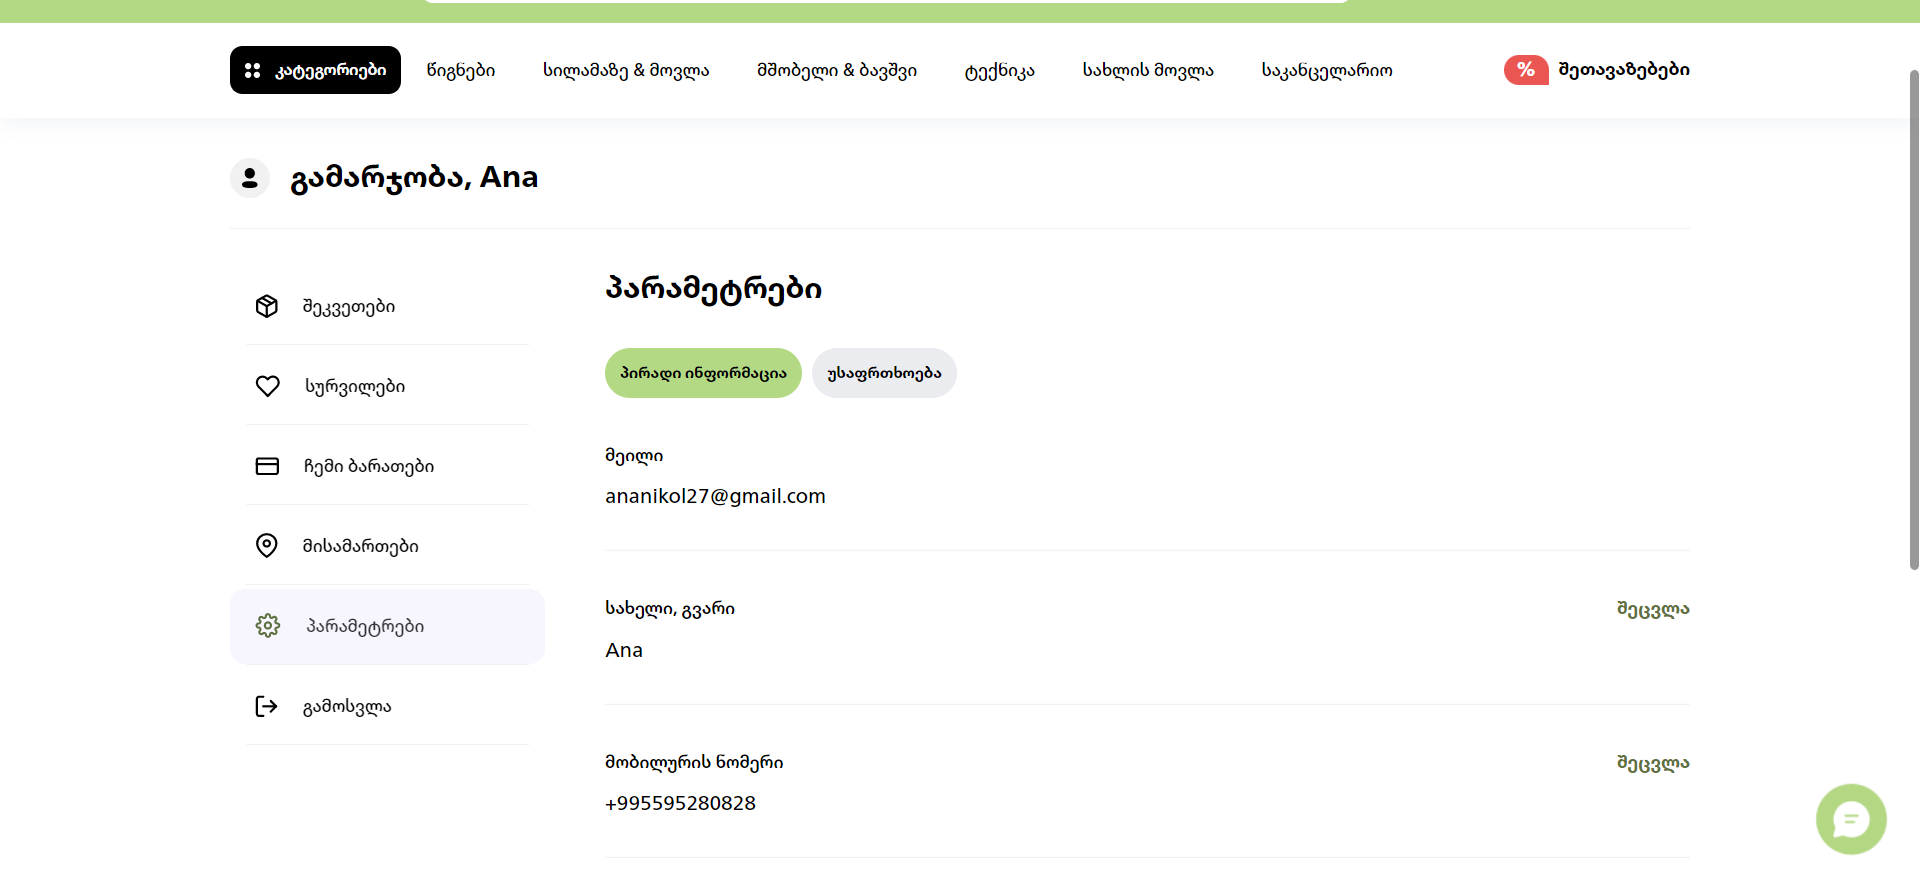 კატეგორიები
წიგნები
სილამაზე & მოვლა
მშობელი & ბავშვი
ტექნიკა
სახლის მოვლა
საკანცელარიო
% შეთავაზებები
გამარჯობა, Ana
შეკვეთები
სურვილები
ჩემი ბარათები
მისამართები
პარამეტრები
გამოსვლა
პარამეტრები
პირადი ინფორმაცია
უსაფრთხოება
მეილი
ananikol27@gmail.com
სახელი, გვარი
შეცვლა
Ana
მობილურის ნომერი
შეცვლა
+995595280828